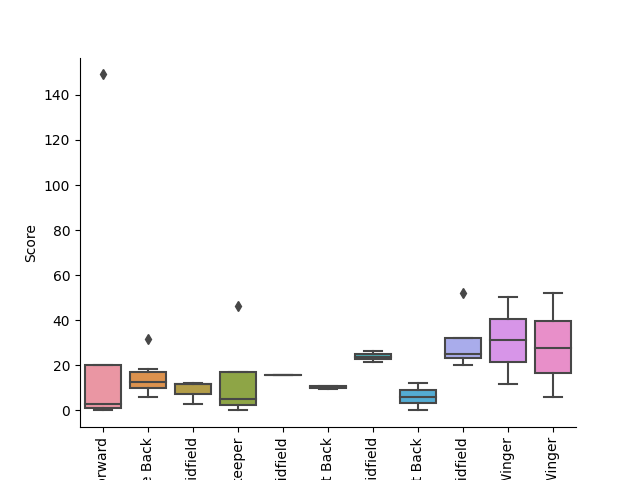 140
120
100
80
60
40
20
0
Score
orward
e Back
idfield
keeper
idfield
t Back
idfield
t Back
idfield
Winger
Winger